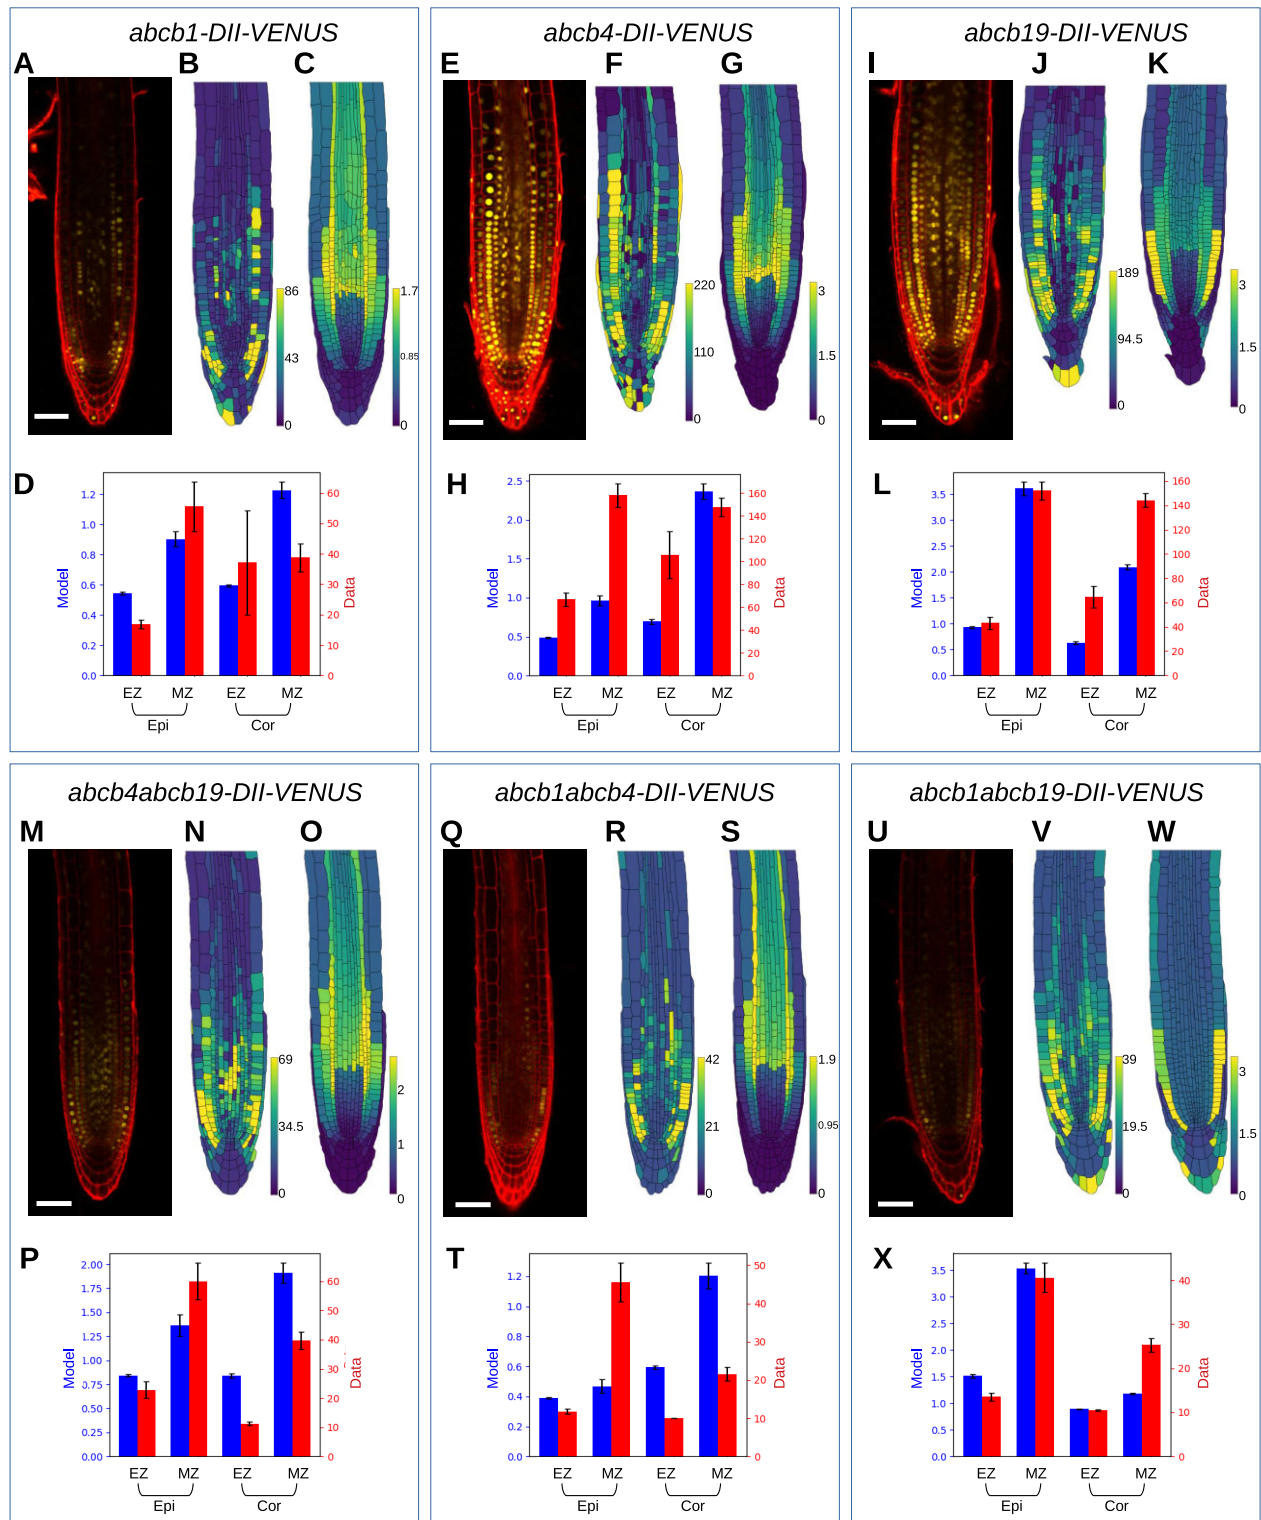 abcb1-DII-VENUS
A
B
C
86
43
0
1.7
0.85
0
D
Model
0.0
0.2
0.4
0.6
0.8
1.0
1.2
Data
0
10
20
30
40
50
60
EZ MZ EZ MZ
Epi Cor
abcb4-DII-VENUS
E
F
G
220
110
0
3
1.5
0
H
Model
0.0
0.5
1.0
1.5
2.0
2.5
Data
0
20
40
60
80
100
120
140
160
EZ MZ EZ MZ
Epi Cor
abcb19-DII-VENUS
I
J
K
189
94.5
0
3
1.5
0
L
Model
0.0
0.5
1.0
1.5
2.0
2.5
3.0
3.5
Data
0
20
40
60
80
100
120
140
160
EZ MZ EZ MZ
Epi Cor
abcb4abcb19-DII-VENUS
M
N
O
69
34.5
0
2
1
0
P
Model
0.00
0.25
0.50
0.75
1.00
1.25
1.50
1.75
2.00
Data
0
10
20
30
40
50
60
EZ MZ EZ MZ
Epi Cor
abcb1abcb4-DII-VENUS
Q
R
S
42
21
0
1.9
0.95
0
T
Model
0.0
0.2
0.4
0.6
0.8
1.0
1.2
Data
0
10
20
30
40
50
EZ MZ EZ MZ
Epi Cor
abcb1abcb19-DII-VENUS
U
V
W
39
19.5
0
3
1.5
0
X
Model
0.0
0.5
1.0
1.5
2.0
2.5
3.0
3.5
Data
0
10
20
30
40
EZ MZ EZ MZ
Epi Cor